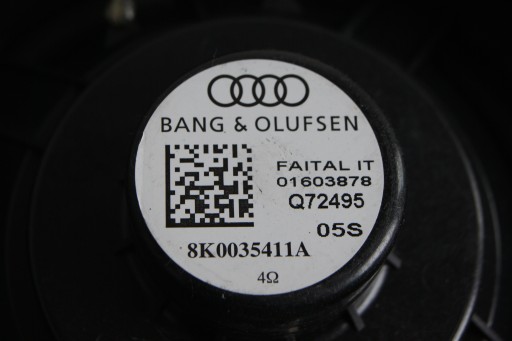 BANG & OLUFSEN
FAITAL IT
01603878
Q72495
05S
8K0035411A
4Ω